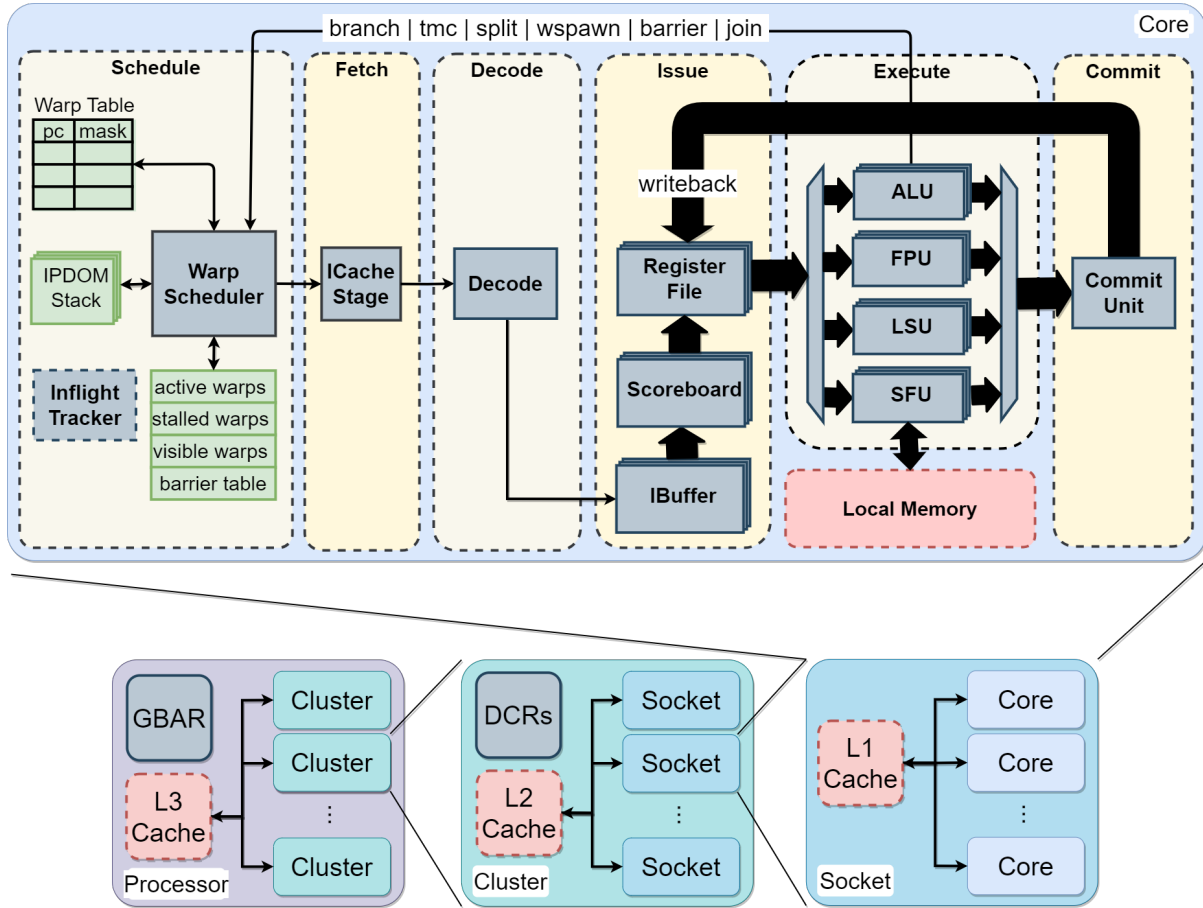 branch | tmc | split | wspawn | barrier | join
Core
Schedule
Fetch
Decode
Issue
Execute
Commit
Warp Table
pc
mask
IPDOM
Stack
Warp
Scheduler
Inflight
Tracker
active warps
stalled warps
visible warps
barrier table
ICache
Stage
Decode
writeback
Register
File
Scoreboard
IBuffer
ALU
FPU
LSU
SFU
Local Memory
Commit
Unit
GBAR
L3
Cache
Cluster
Cluster
⋮
Cluster
Processor
DCRs
L2
Cache
Socket
Socket
⋮
Socket
Cluster
L1
Cache
Core
Core
⋮
Core
Socket